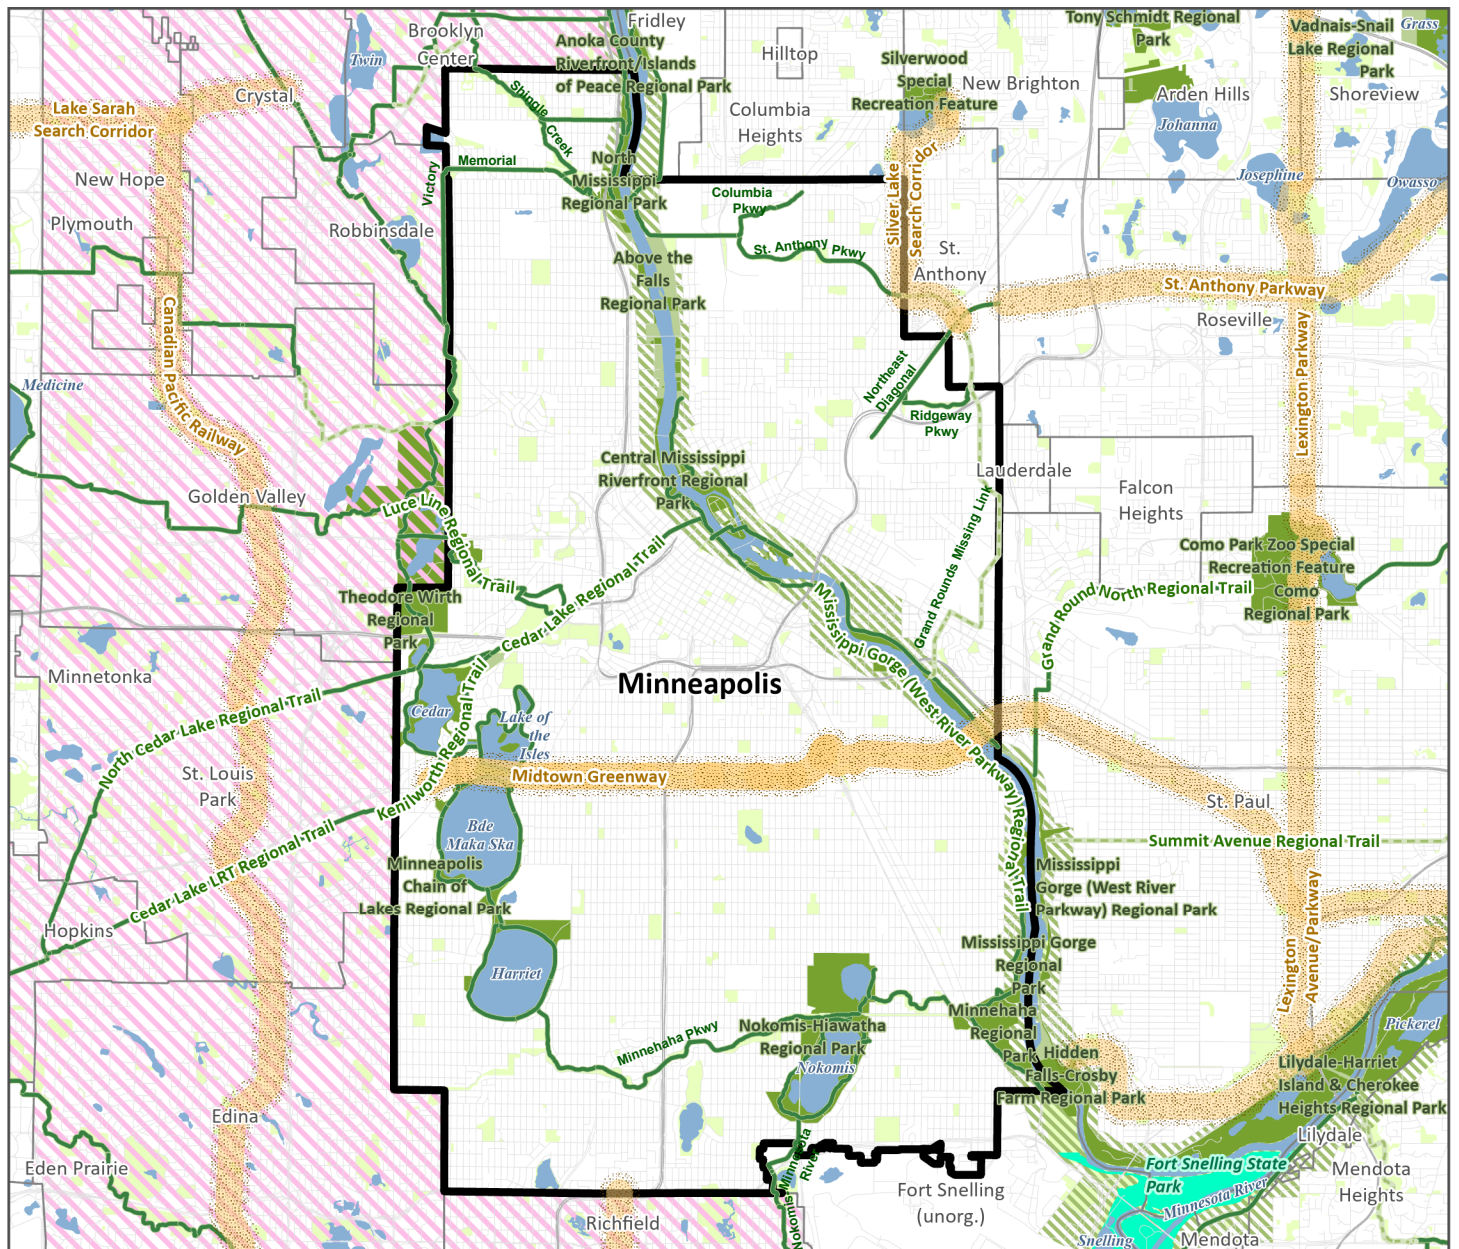 Fridley
Brooklyn
Center
Anoka County
Riverfront/Islands
of Peace Regional Park
Hilltop
Tony Schmidt Regional
Park
Vadnais-Snail
Lake Regional
Park
Grass
Twin
Silverwood
Special
Recreation Feature
New Brighton
Arden Hills
Shoreview
Crystal
Lake Sarah
Search Corridor
Shingle Creek
Columbia
Heights
Johanna
Memorial
Victory
North
Mississippi
Regional Park
New Hope
Columbia
Pkwy
Silver Lake
Search Corridor
Josephine
Owasso
Plymouth
Robbinsdale
St. Anthony Pkwy
St.
Anthony
Above the
Falls
Regional Park
St. Anthony Parkway
Roseville
Canadian Pacific Railway
Medicine
Northeast
Diagonal
Ridgeway
Pkwy
Lexington Parkway
Central Mississippi
Riverfront Regional
Park
Lauderdale
Falcon
Heights
Golden Valley
Luce Line Regional Trail
Grand Rounds Missing Link
Como Park Zoo Special
Recreation Feature
Como
Regional Park
Theodore Wirth
Regional
Park
Cedar Lake Regional Trail
Mississippi Gorge (West River Parkway) Regional Trail
Grand Round North Regional Trail
Minnetonka
Minneapolis
North Cedar Lake Regional Trail
Cedar
Kenilworth Regional Trail
Lake of
the
Isles
St. Louis
Park
Midtown Greenway
St. Paul
Bde
Maka Ska
Cedar Lake LRT Regional Trail
Summit Avenue Regional Trail
Minneapolis
Chain of
Lakes Regional Park
Mississippi
Gorge (West River
Parkway) Regional Park
Hopkins
Lexington
Avenue/Parkway
Harriet
Mississippi Gorge
Regional
Park
Minnehaha
Regional
Park
Minnehaha Pkwy
Nokomis-Hiawatha
Regional Park
Nokomis
Hidden
Falls-Crosby
Farm Regional Park
Pickerel
Lilydale-Harriet
Island & Cherokee
Heights Regional Park
Edina
Lilydale
Eden Prairie
Nokomis-Minnesota
River
Fort Snelling State
Park
Mendota
Heights
Fort Snelling
(unorg.)
Minnesota River
Richfield
Snelling
Mendota